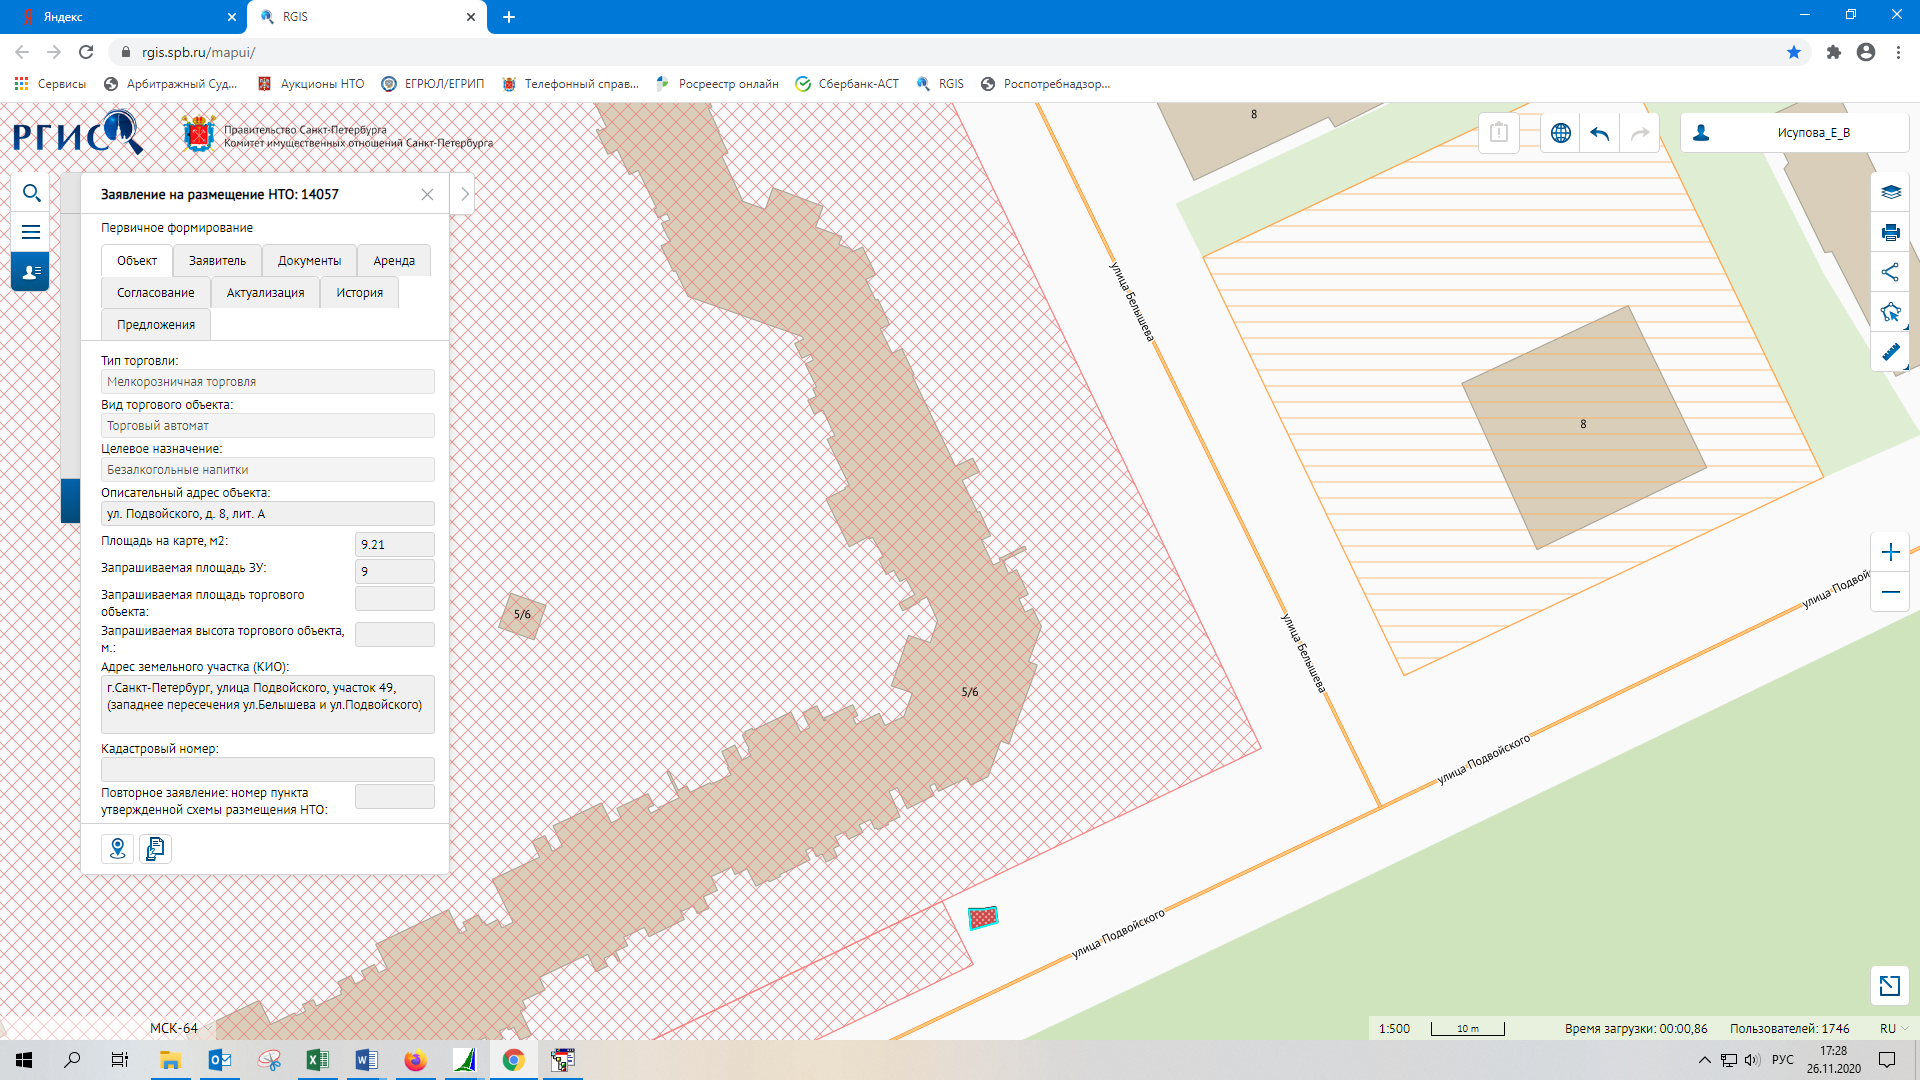 Яндекс
RGIS
rgis.spb.ru/mapui/
Сервисы
Арбитражный Суд...
Аукционы НТО
ЕГРЮЛ/ЕГРИП
Телефонный справ...
Росреестр онлайн
Сбербанк-АСТ
RGIS
Роспотребнадзор...
РГИС
Правительство Санкт-Петербурга
Комитет имущественных отношений Санкт-Петербурга
Исупова_Е_В
Заявление на размещение НТО: 14057
Первичное формирование
Объект
Заявитель
Документы
Аренда
Согласование
Актуализация
История
Предложения
Тип торговли:
Мелкорозничная торговля
Вид торгового объекта:
Торговый автомат
Целевое назначение:
Безалкогольные напитки
Описательный адрес объекта:
ул. Подвойского, д. 8, лит. А
Площадь на карте, м2:
9.21
Запрашиваемая площадь ЗУ:
9
Запрашиваемая площадь торгового
объекта:
Запрашиваемая высота торгового объекта,
м.:
Адрес земельного участка (КИО):
г.Санкт-Петербург, улица Подвойского, участок 49,
(западнее пересечения ул.Белышева и ул.Подвойского)
Кадастровый номер:
Повторное заявление: номер пункта
утвержденной схемы размещения НТО:
8
улица Белышева
8
5/6
улица Белышева
улица Подвой
5/6
улица Подвойского
улица Подвойского
МСК-64
1:500
10 m
Время загрузки: 00:00,86
Пользователей: 1746
RU
РУС
17:28
26.11.2020